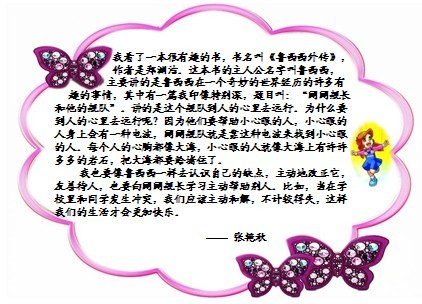 我看了一本很有趣的书，书名叫《鲁西西外传》，
作者是郑渊洁。这本书的主人公名字叫鲁西西，
主要讲的是鲁西西在一个奇妙的世界经历的许多有
趣的事情，其中有一篇我印像特别深，题目叫：“网网舰长
和他的舰队”。讲的是这个舰队到人的心里去远行。为什么要
到人的心里去远行呢？因为他们要帮助小心眼的人，小心眼的
人身上会有一种电波，网网舰队就是靠这种电波来找到小心眼
的人。每个人的心胸都像大海，小心眼的人就像大海上有许许
多多的岩石，把大海都要给堵住了。
我也要像鲁西西一样去认识自己的缺点，主动地改正它，
友善待人，也要向网网舰长学习主动帮助别人。比如，当在学
校里和同学发生冲突，我们应该主动和解，不计较得失，这样
我们的生活才会更加快乐。
—— 张艳秋